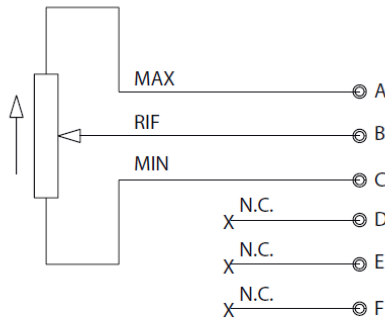 MAX A
RIF B
MIN C
N.C. D
X
N.C. E
X
N.C. F
X